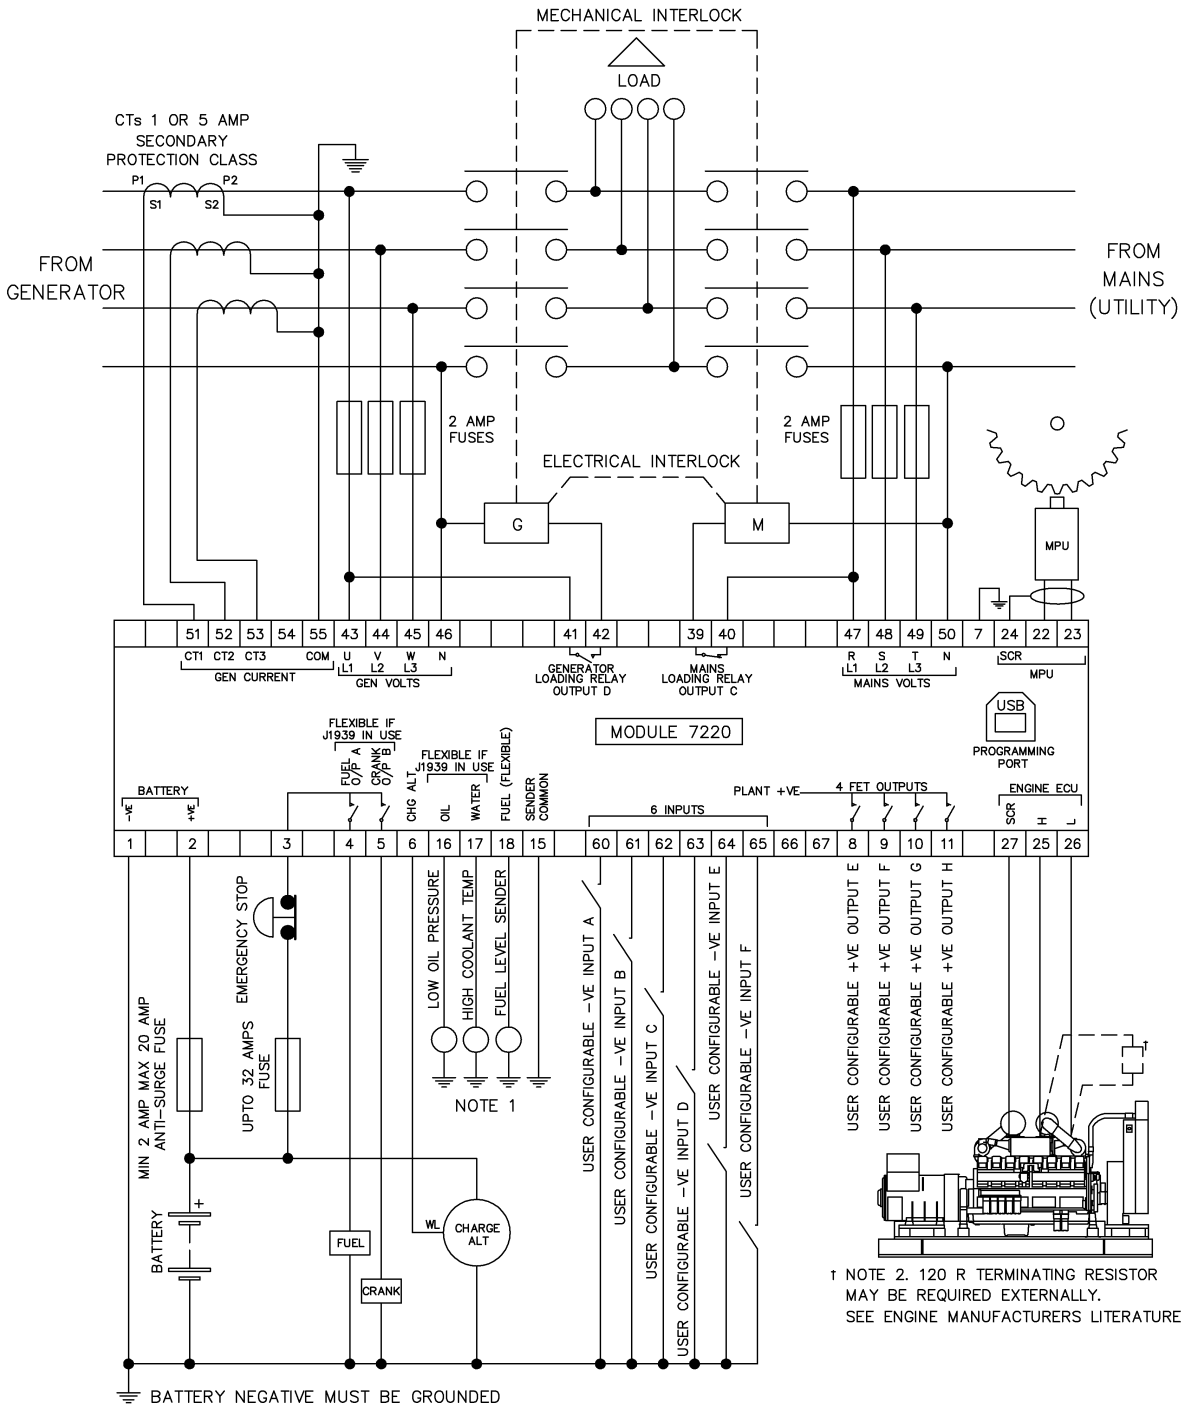 MECHANICAL INTERLOCK
LOAD
CTs 1 OR 5 AMP
SECONDARY
PROTECTION CLASS
P1
P2
S1
S2
FROM
GENERATOR
FROM
MAINS
(UTILITY)
2 AMP
FUSES
2 AMP
FUSES
ELECTRICAL INTERLOCK
G
M
MPU
51 52 53 54 55 43 44 45 46 41 42 39 40 47 48 49 50 7 24 22 23
CT1 CT2 CT3 COM
GEN CURRENT
U V W N
L1 L2 L3
GEN VOLTS
GENERATOR
LOADING RELAY
OUTPUT D
MAINS
LOADING RELAY
OUTPUT C
R S T N
L1 L2 L3
MAINS VOLTS
SCR
MPU
MODULE 7220
USB
PROGRAMMING
PORT
FLEXIBLE IF
J1939 IN USE
FUEL
O/P A
CRANK
O/P B
FLEXIBLE IF
J1939 IN USE
CHG ALT
OIL
WATER
FUEL (FLEXIBLE)
SENDER
COMMON
BATTERY
-VE
+VE
6 INPUTS
PLANT +VE
4 FET OUTPUTS
ENGINE ECU
SCR
H
L
1 2 3 4 5 6 16 17 18 15 60 61 62 63 64 65 66 67 8 9 10 11 27 25 26
EMERGENCY STOP
MIN 2 AMP MAX 20 AMP
ANTI-SURGE FUSE
UPTO 32 AMPS
FUSE
LOW OIL PRESSURE
HIGH COOLANT TEMP
FUEL LEVEL SENDER
NOTE 1
USER CONFIGURABLE -VE INPUT A
USER CONFIGURABLE -VE INPUT B
USER CONFIGURABLE -VE INPUT C
USER CONFIGURABLE -VE INPUT D
USER CONFIGURABLE -VE INPUT E
USER CONFIGURABLE -VE INPUT F
USER CONFIGURABLE +VE OUTPUT E
USER CONFIGURABLE +VE OUTPUT F
USER CONFIGURABLE +VE OUTPUT G
USER CONFIGURABLE +VE OUTPUT H
†
BATTERY
+
FUEL
CRANK
WL
CHARGE
ALT
† NOTE 2. 120 R TERMINATING RESISTOR
MAY BE REQUIRED EXTERNALLY.
SEE ENGINE MANUFACTURERS LITERATURE
BATTERY NEGATIVE MUST BE GROUNDED